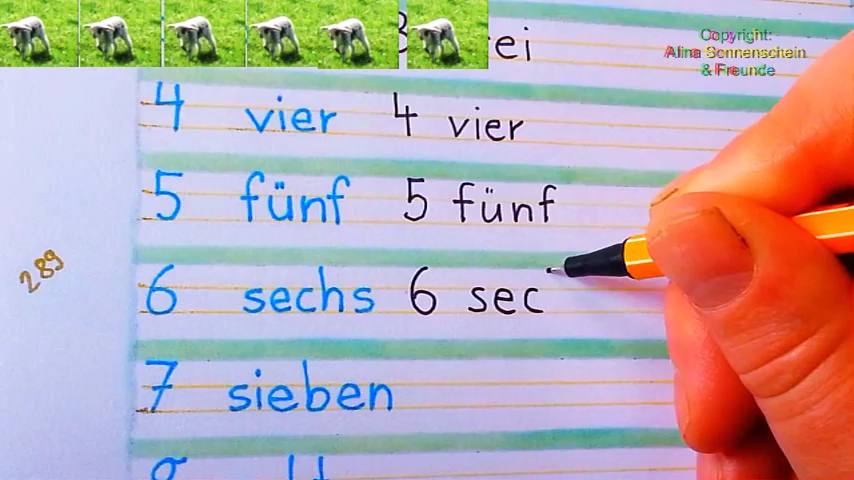 Copyright:
Alina Sonnenschein
& Freunde
4 vier 4 vier
5 fünf 5 fünf
6 sechs 6 sec
7 sieben
289